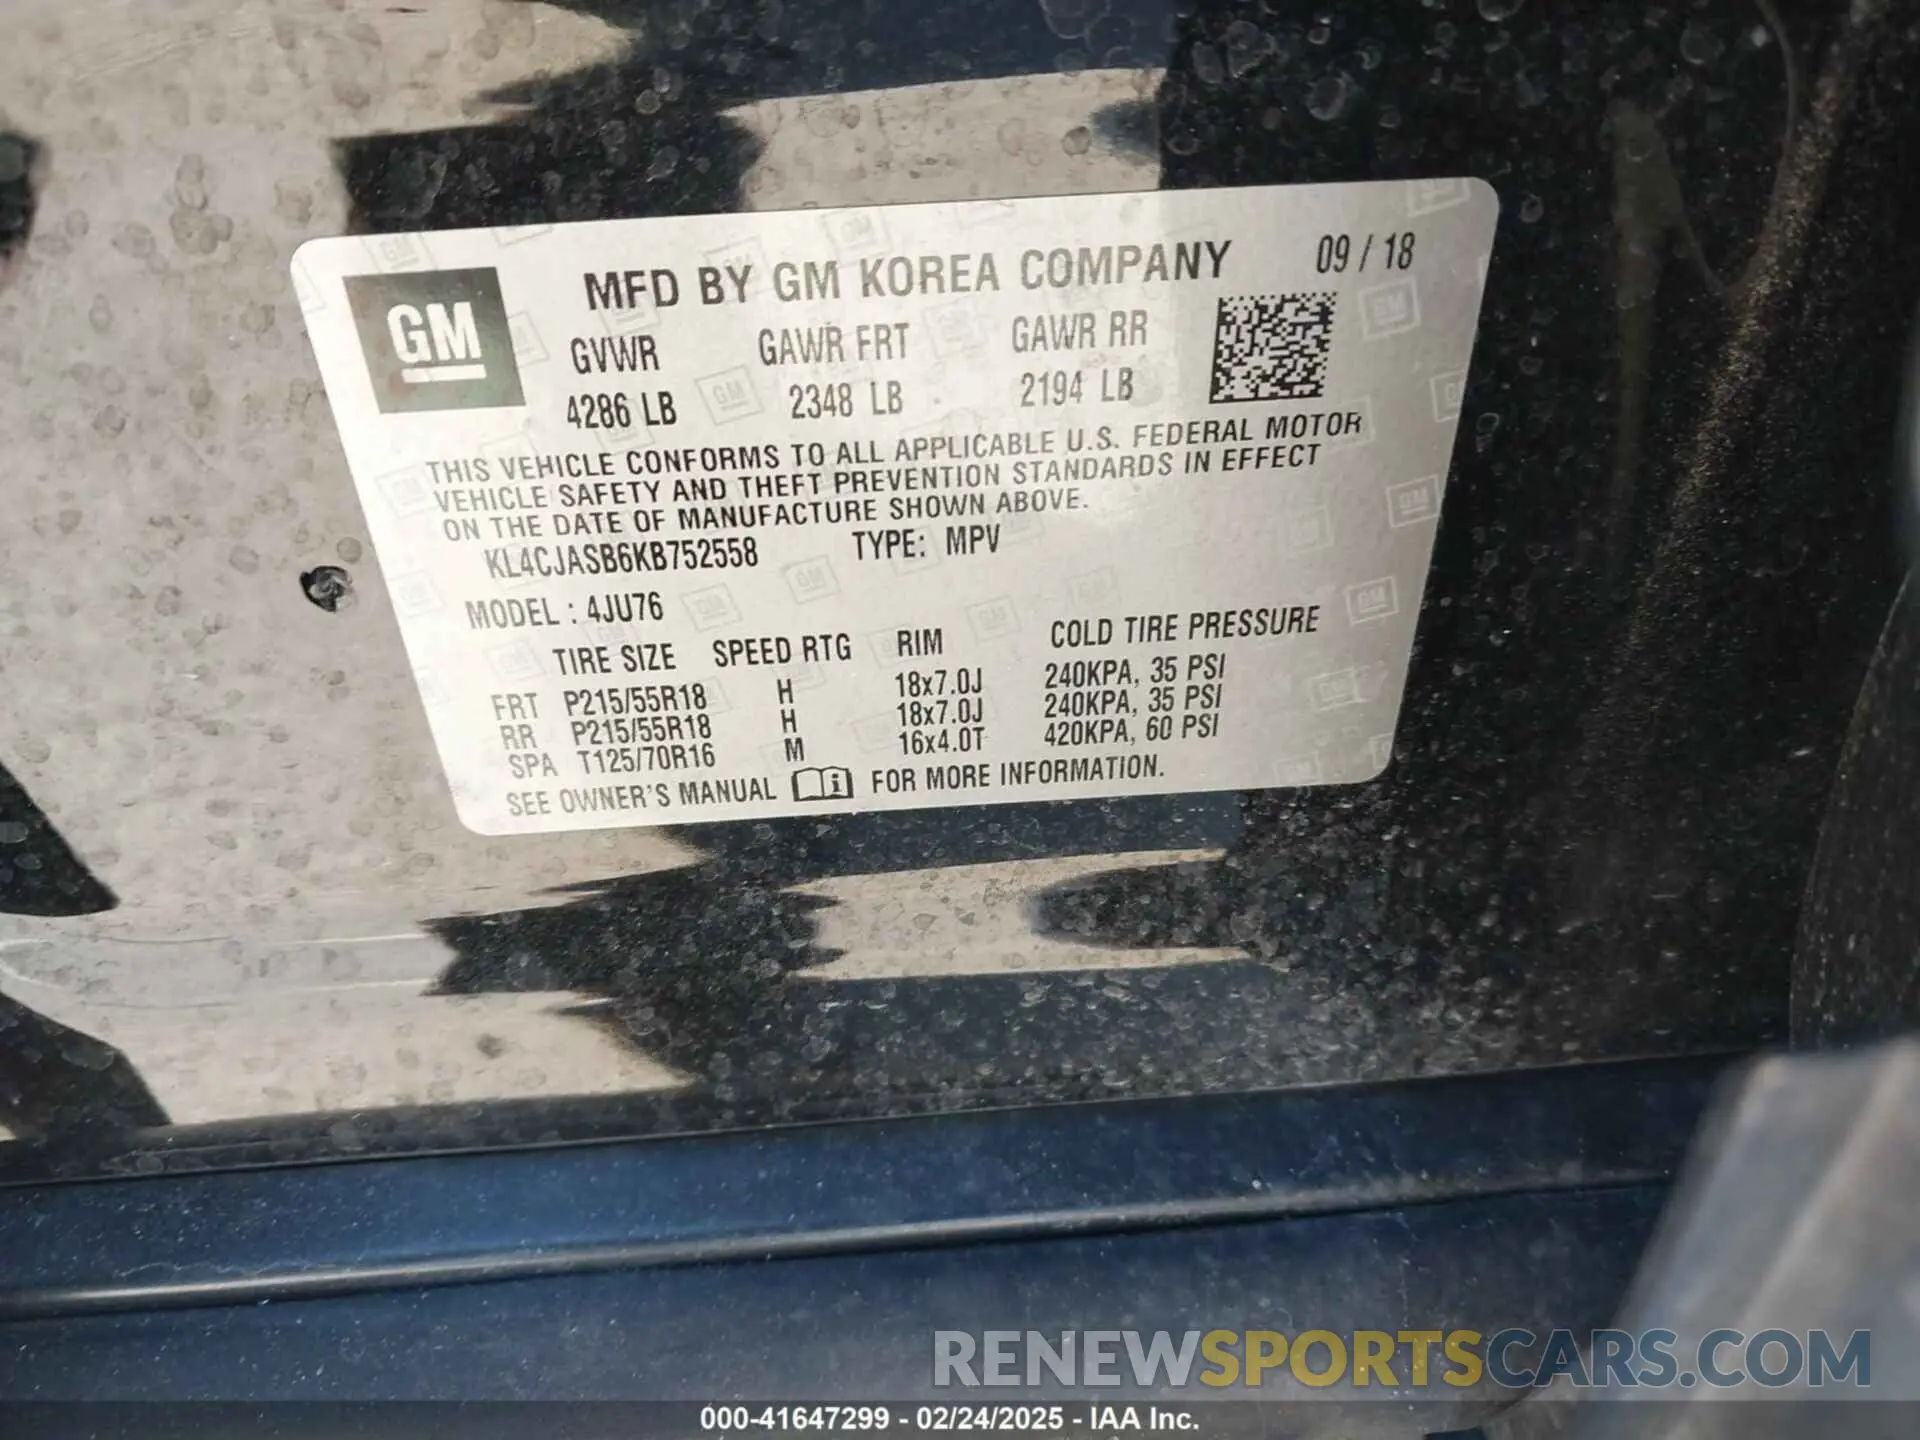 MFD BY GM KOREA COMPANY 09 / 18
GM
GVWR GAWR FRT GAWR RR
4286 LB 2348 LB 2194 LB
THIS VEHICLE CONFORMS TO ALL APPLICABLE U.S. FEDERAL MOTOR
VEHICLE SAFETY AND THEFT PREVENTION STANDARDS IN EFFECT
ON THE DATE OF MANUFACTURE SHOWN ABOVE.
KL4CJASB6KB752558 TYPE: MPV
MODEL : 4JU76
TIRE SIZE SPEED RTG RIM COLD TIRE PRESSURE
FRT P215/55R18 H 18x7.0J 240KPA, 35 PSI
RR P215/55R18 H 18x7.0J 240KPA, 35 PSI
SPA T125/70R16 M 16x4.0T 420KPA, 60 PSI
SEE OWNER'S MANUAL i FOR MORE INFORMATION.
RENEWSPORTSCARS.COM
000-41647299 - 02/24/2025 - IAA Inc.